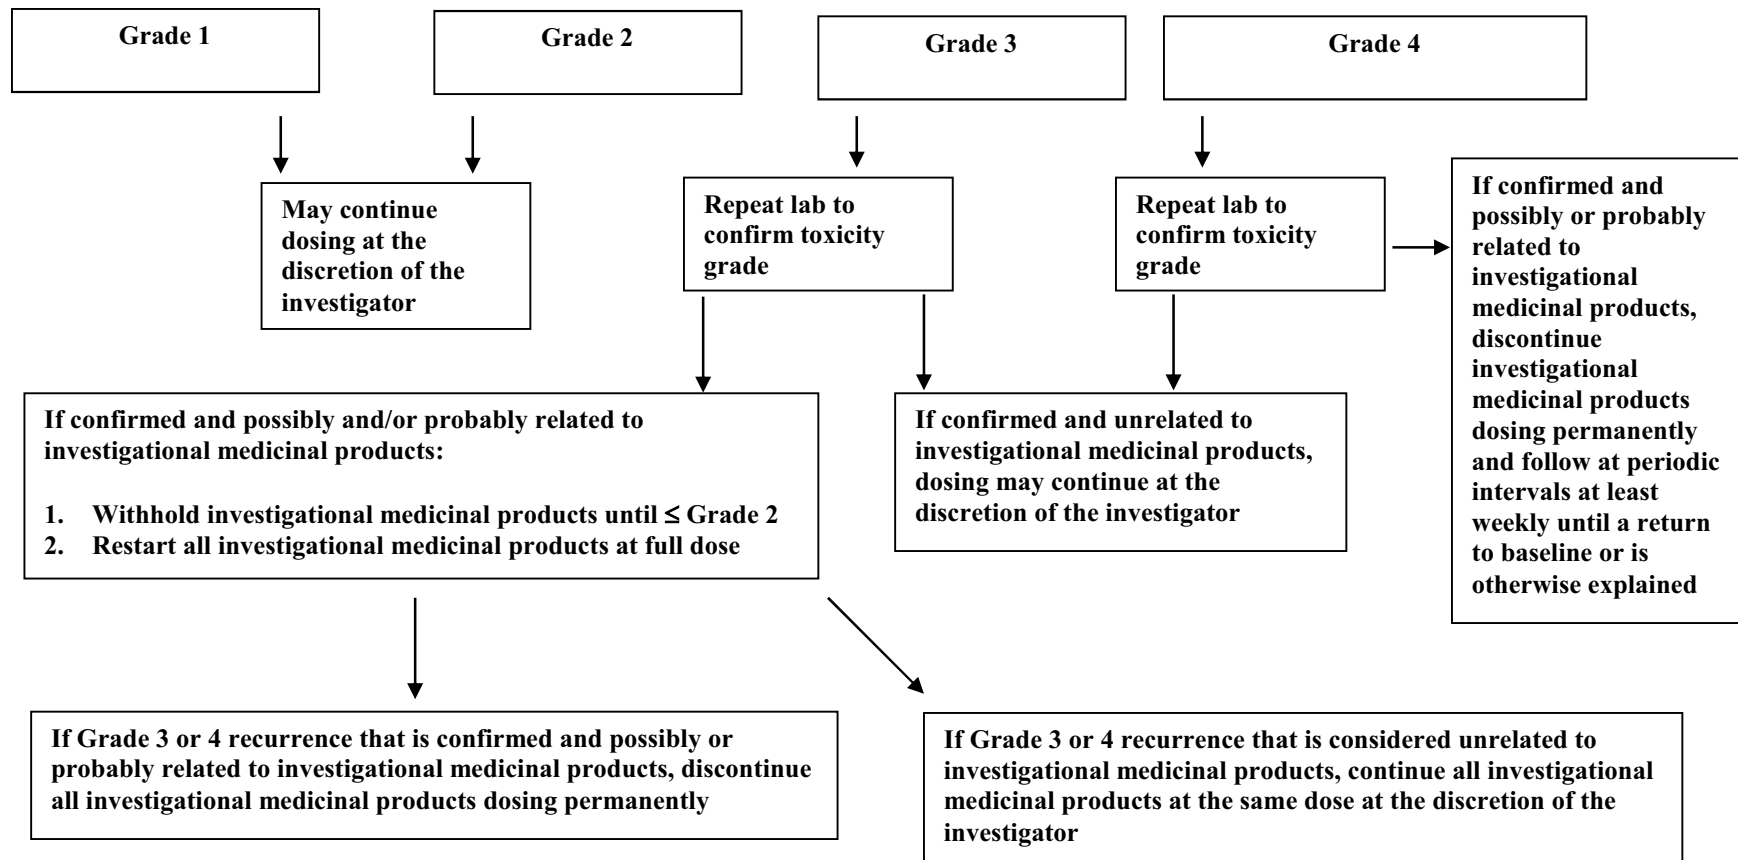 Grade 1
Grade 2
Grade 3
Grade 4
May continue
dosing at the
discretion of the
investigator
Repeat lab to
confirm toxicity
grade
Repeat lab to
confirm toxicity
grade
If confirmed and
possibly or probably
related to
investigational
medicinal products,
discontinue
investigational
medicinal products
dosing permanently
and follow at periodic
intervals at least
weekly until a return
to baseline or is
otherwise explained
If confirmed and possibly and/or probably related to
investigational medicinal products:
1. Withhold investigational medicinal products until ≤ Grade 2
2. Restart all investigational medicinal products at full dose
If confirmed and unrelated to
investigational medicinal products,
dosing may continue at the
discretion of the investigator
If Grade 3 or 4 recurrence that is confirmed and possibly or
probably related to investigational medicinal products, discontinue
all investigational medicinal products dosing permanently
If Grade 3 or 4 recurrence that is considered unrelated to
investigational medicinal products, continue all investigational
medicinal products at the same dose at the discretion of the
investigator